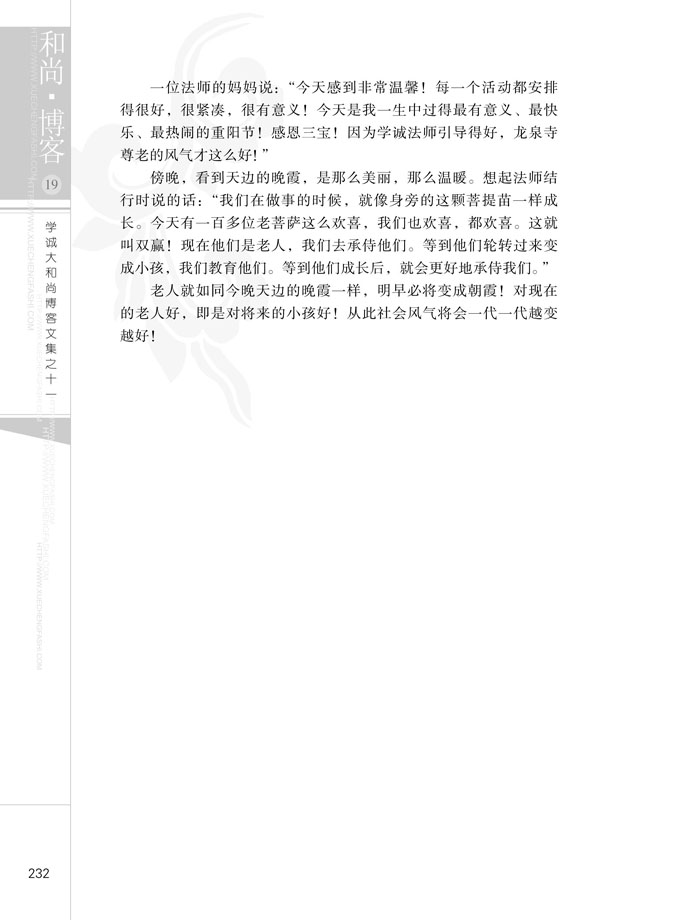 和尚·博客
19
学诚大和尚博客文集之十一
一位法师的妈妈说：“今天感到非常温馨！每一个活动都安排
得很好，很紧凑，很有意义！今天是我一生中过得最有意义、最快
乐、最热闹的重阳节！感恩三宝！因为学诚法师引导得好，龙泉寺
尊老的风气才这么好！”
傍晚，看到天边的晚霞，是那么美丽，那么温暖。想起法师结
行时说的话：“我们在做事的时候，就像身旁的这颗菩提苗一样成
长。今天有一百多位老菩萨这么欢喜，我们也欢喜，都欢喜。这就
叫双赢！现在他们是老人，我们去承侍他们。等到他们轮转过来变
成小孩，我们教育他们。等到他们成长后，就会更好地承侍我们。”
老人就如同今晚天边的晚霞一样，明早必将变成朝霞！对现在
的老人好，即是对将来的小孩好！从此社会风气将会一代一代越变
越好！
HTTP://WWW.XUECHENGFASHI.COM
232